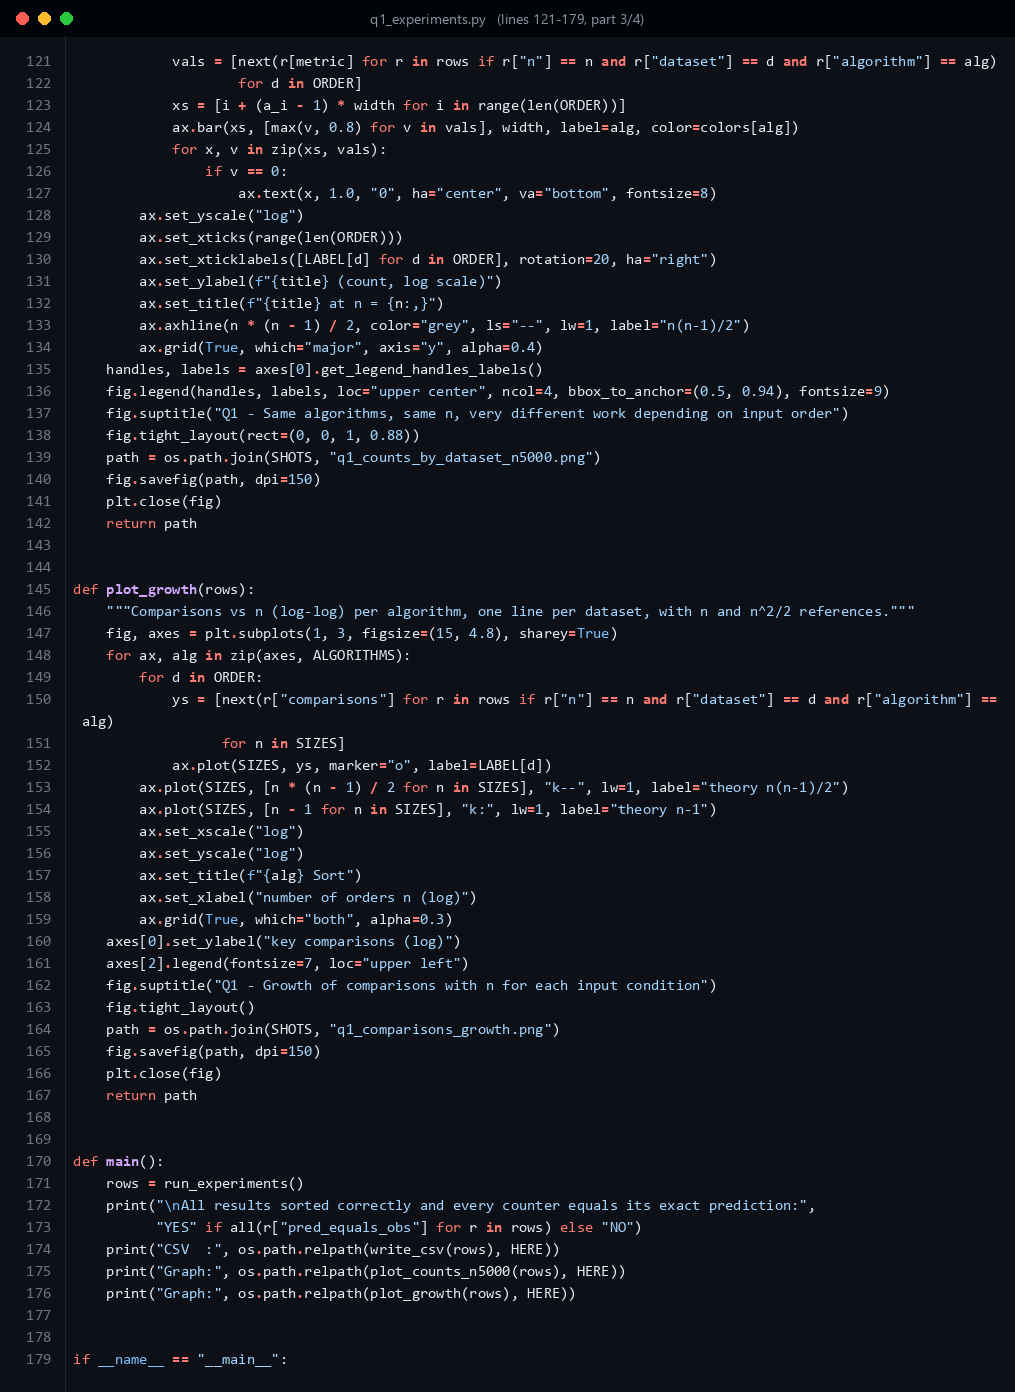 q1_experiments.py (lines 121-179, part 3/4)
121             vals = [next(r[metric] for r in rows if r["n"] == n and r["dataset"] == d and r["algorithm"] == alg)
122                     for d in ORDER]
123             xs = [i + (a_i - 1) * width for i in range(len(ORDER))]
124             ax.bar(xs, [max(v, 0.8) for v in vals], width, label=alg, color=colors[alg])
125             for x, v in zip(xs, vals):
126                 if v == 0:
127                     ax.text(x, 1.0, "0", ha="center", va="bottom", fontsize=8)
128         ax.set_yscale("log")
129         ax.set_xticks(range(len(ORDER)))
130         ax.set_xticklabels([LABEL[d] for d in ORDER], rotation=20, ha="right")
131         ax.set_ylabel(f"{title} (count, log scale)")
132         ax.set_title(f"{title} at n = {n:,}")
133         ax.axhline(n * (n - 1) / 2, color="grey", ls="--", lw=1, label="n(n-1)/2")
134         ax.grid(True, which="major", axis="y", alpha=0.4)
135     handles, labels = axes[0].get_legend_handles_labels()
136     fig.legend(handles, labels, loc="upper center", ncol=4, bbox_to_anchor=(0.5, 0.94), fontsize=9)
137     fig.suptitle("Q1 - Same algorithms, same n, very different work depending on input order")
138     fig.tight_layout(rect=(0, 0, 1, 0.88))
139     path = os.path.join(SHOTS, "q1_counts_by_dataset_n5000.png")
140     fig.savefig(path, dpi=150)
141     plt.close(fig)
142     return path
143
144
145 def plot_growth(rows):
146     """Comparisons vs n (log-log) per algorithm, one line per dataset, with n and n^2/2 references."""
147     fig, axes = plt.subplots(1, 3, figsize=(15, 4.8), sharey=True)
148     for ax, alg in zip(axes, ALGORITHMS):
149         for d in ORDER:
150             ys = [next(r["comparisons"] for r in rows if r["n"] == n and r["dataset"] == d and r["algorithm"] ==
alg)
151                   for n in SIZES]
152             ax.plot(SIZES, ys, marker="o", label=LABEL[d])
153         ax.plot(SIZES, [n * (n - 1) / 2 for n in SIZES], "k--", lw=1, label="theory n(n-1)/2")
154         ax.plot(SIZES, [n - 1 for n in SIZES], "k:", lw=1, label="theory n-1")
155         ax.set_xscale("log")
156         ax.set_yscale("log")
157         ax.set_title(f"{alg} Sort")
158         ax.set_xlabel("number of orders n (log)")
159         ax.grid(True, which="both", alpha=0.3)
160     axes[0].set_ylabel("key comparisons (log)")
161     axes[2].legend(fontsize=7, loc="upper left")
162     fig.suptitle("Q1 - Growth of comparisons with n for each input condition")
163     fig.tight_layout()
164     path = os.path.join(SHOTS, "q1_comparisons_growth.png")
165     fig.savefig(path, dpi=150)
166     plt.close(fig)
167     return path
168
169
170 def main():
171     rows = run_experiments()
172     print("\nAll results sorted correctly and every counter equals its exact prediction:",
173           "YES" if all(r["pred_equals_obs"] for r in rows) else "NO")
174     print("CSV  :", os.path.relpath(write_csv(rows), HERE))
175     print("Graph:", os.path.relpath(plot_counts_n5000(rows), HERE))
176     print("Graph:", os.path.relpath(plot_growth(rows), HERE))
177
178
179 if __name__ == "__main__":